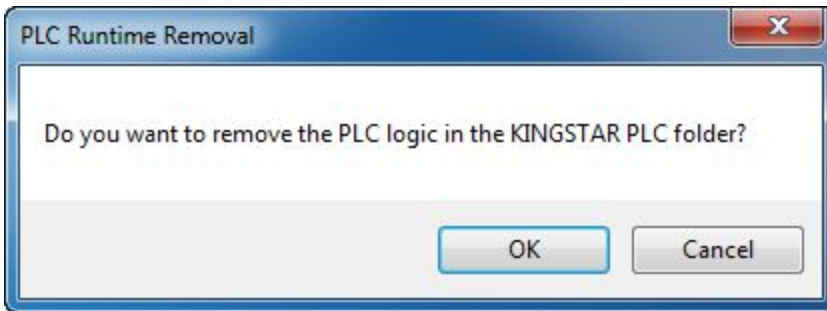 PLC Runtime Removal
Do you want to remove the PLC logic in the KINGSTAR PLC folder?
OK
Cancel